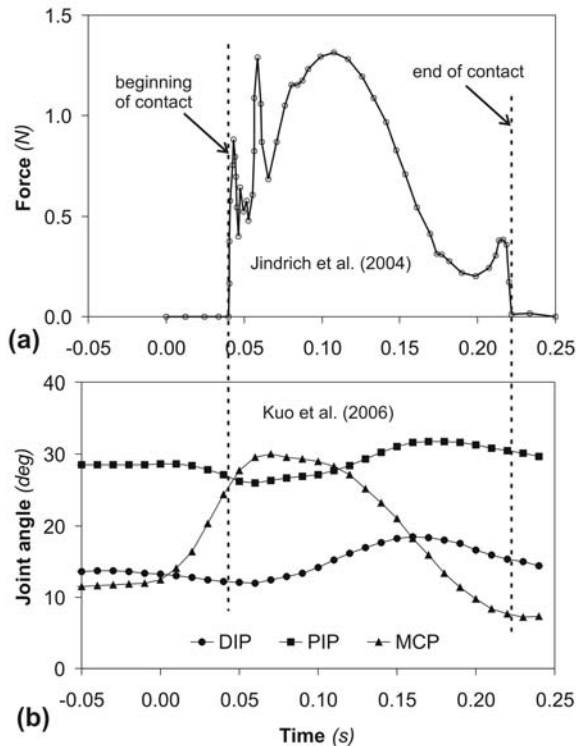 1.5
beginning
of contact
end of contact
1.0
Force (N)
0.5
Jindrich et al. (2004)
0.0
(a)
-0.05 0.00 0.05 0.10 0.15 0.20 0.25
40
Kuo et al. (2006)
30
Joint angle (deg)
20
10
DIP PIP MCP
0
-0.05 0.00 0.05 0.10 0.15 0.20 0.25
(b)
Time (s)